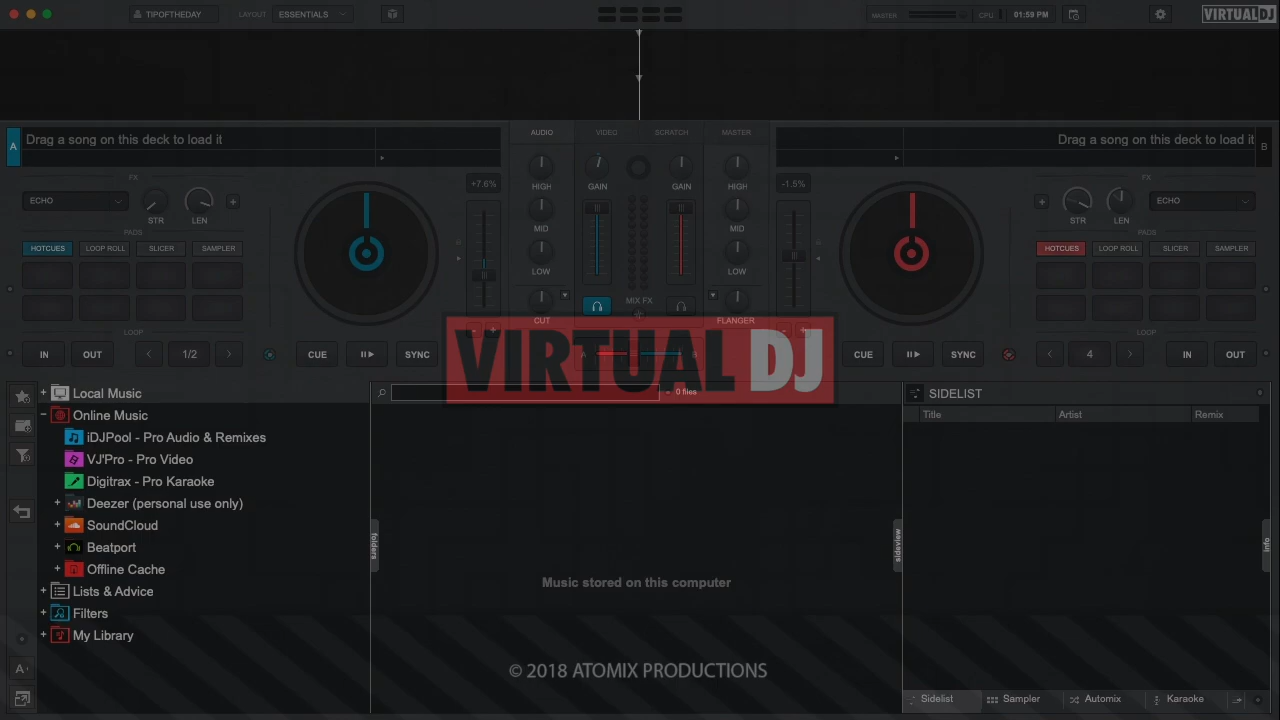 TIPOFTHEDAY LAYOUT ESSENTIALS MASTER CPU 01:59 PM VIRTUAL DJ
A Drag a song on this deck to load it AUDIO VIDEO SCRATCH MASTER Drag a song on this deck to load it B
FX +7.6% HIGH GAIN GAIN HIGH -1.5% FX
ECHO STR LEN MID MID STR LEN ECHO
PADS PADS
HOTCUES LOOP ROLL SLICER SAMPLER LOW LOW HOTCUES LOOP ROLL SLICER SAMPLER
MIX FX
CUT FLANGER
LOOP LOOP
IN OUT < 1/2 > CUE SYNC A B CUE SYNC < 4 > IN OUT
VIRTUAL DJ
+ Local Music 0 files SIDELIST
- Online Music Title Artist Remix
iDJPool - Pro Audio & Remixes
VJ'Pro - Pro Video
Digitrax - Pro Karaoke
+ Deezer (personal use only)
+ SoundCloud
folders sideview info
+ Beatport
+ Offline Cache
Music stored on this computer
+ Lists & Advice
+ Filters
+ My Library
A
© 2018 ATOMIX PRODUCTIONS
Sidelist Sampler Automix Karaoke